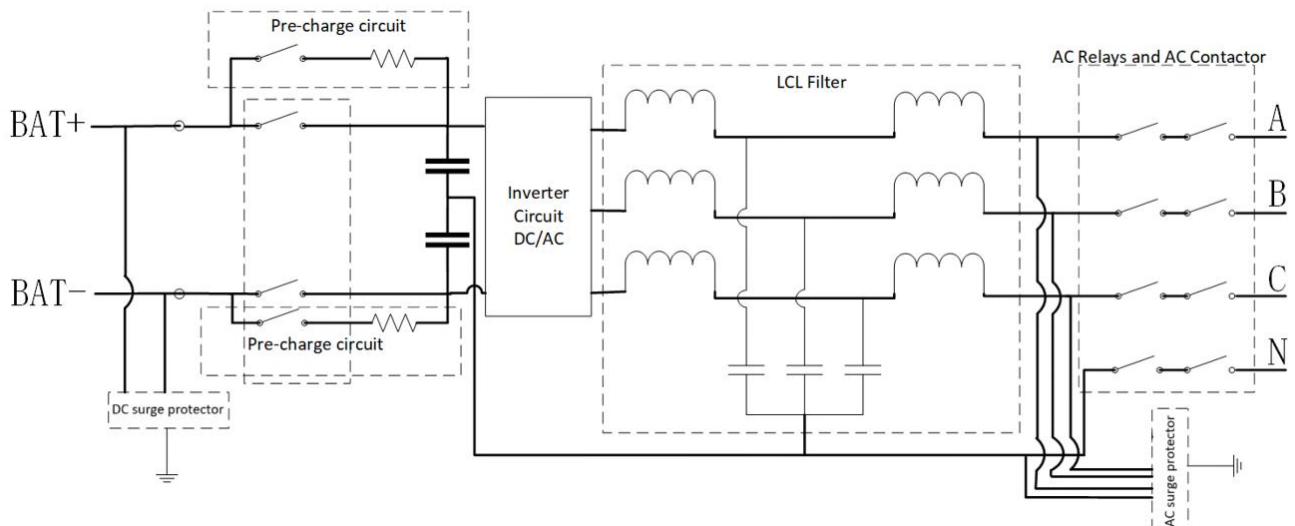 Pre-charge circuit
AC Relays and AC Contactor
LCL Filter
BAT+
A
Inverter
Circuit
DC/AC
B
BAT-
C
Pre-charge circuit
N
DC surge protector
AC surge protector